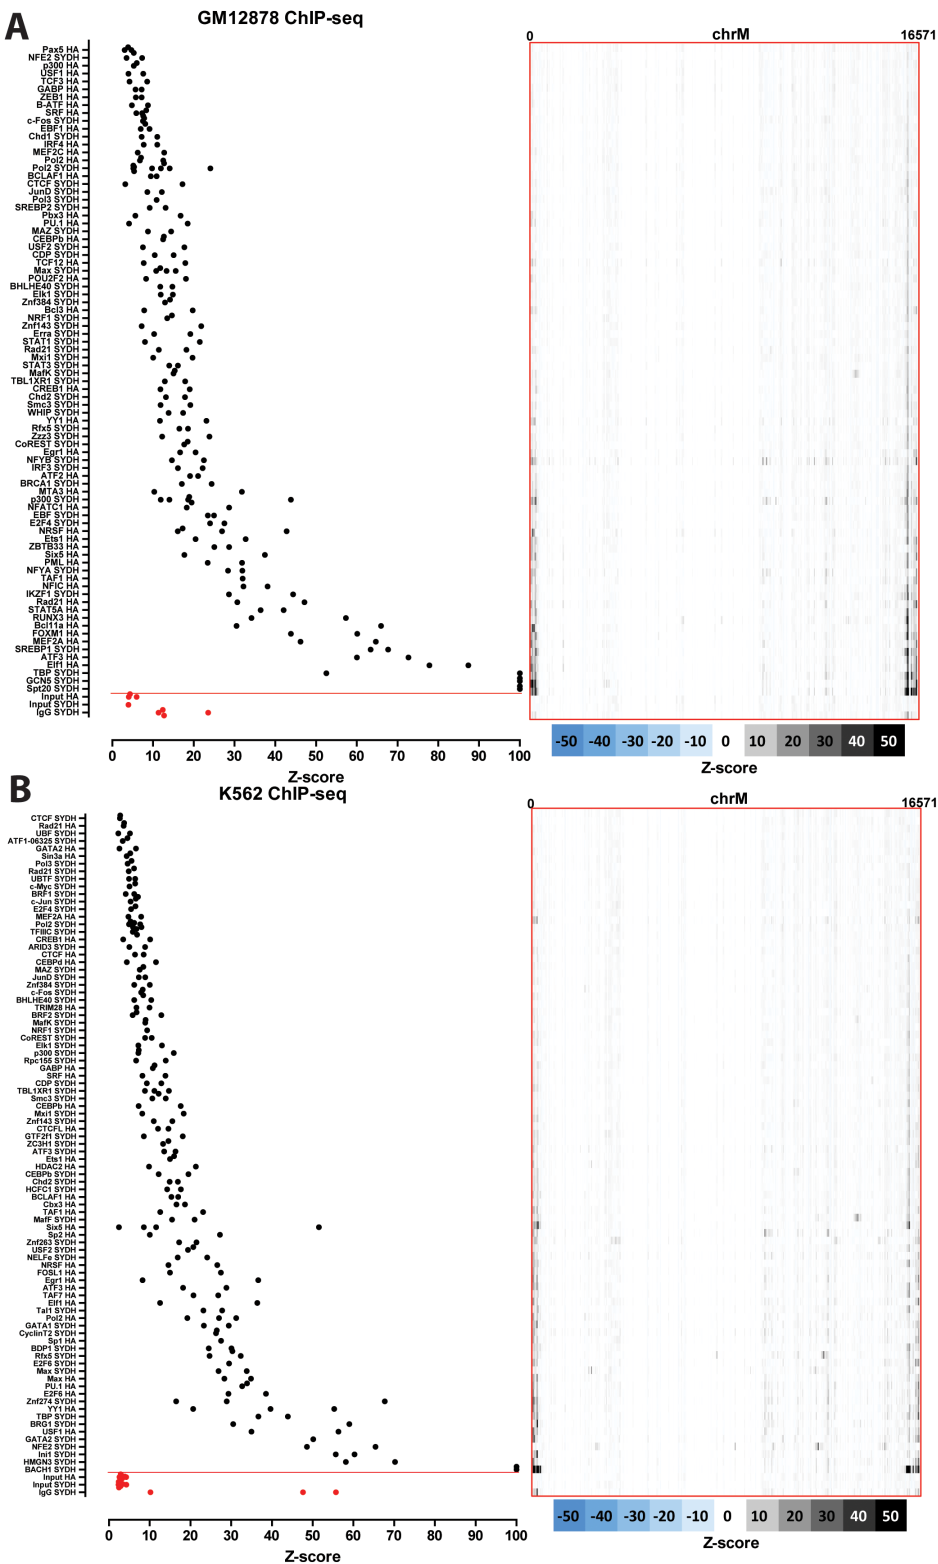 A
GM12878 ChIP-seq
0 chrM 16571
Pax5 HA
NFE2 SYDH
p300 HA
USF1 HA
TCF3 HA
GABP HA
ZEB1 HA
B-ATF HA
SRF HA
c-Fos SYDH
EBF1 HA
Chd1 SYDH
IRF4 HA
MEF2C HA
Pol2 HA
Pol2 SYDH
BCLAF1 HA
CTCF SYDH
JunD SYDH
Pol3 SYDH
SREBP2 SYDH
Pbx3 HA
PU.1 HA
MAZ SYDH
CEBPb HA
USF2 SYDH
CDP SYDH
TCF12 HA
Max SYDH
POU2F2 HA
BHLHE40 SYDH
Elk1 SYDH
Znf384 SYDH
Bcl3 HA
NRF1 SYDH
Znf143 SYDH
Erra SYDH
STAT1 SYDH
Rad21 SYDH
Mxi1 SYDH
STAT3 SYDH
MafK SYDH
TBL1XR1 SYDH
CREB1 HA
Chd2 SYDH
Smc3 SYDH
WHIP SYDH
YY1 HA
Rfx5 SYDH
Zzz3 SYDH
CoREST SYDH
Egr1 HA
NFYB SYDH
IRF3 SYDH
ATF2 HA
BRCA1 SYDH
MTA3 HA
p300 SYDH
NFATC1 HA
EBF SYDH
E2F4 SYDH
NRSF HA
Ets1 HA
ZBTB33 HA
Six5 HA
PML HA
NFYA SYDH
TAF1 HA
NFIC HA
IKZF1 SYDH
Rad21 HA
STAT5A HA
RUNX3 HA
Bcl11a HA
FOXM1 HA
MEF2A HA
SREBP1 SYDH
ATF3 HA
Elf1 HA
TBP SYDH
GCN5 SYDH
Spt20 SYDH
Input HA
Input SYDH
IgG SYDH
0 10 20 30 40 50 60 70 80 90 100
Z-score
-50 -40 -30 -20 -10 0 10 20 30 40 50
Z-score
B
K562 ChIP-seq
0 chrM 16571
CTCF SYDH
Rad21 HA
UBF SYDH
ATF1-06325 SYDH
GATA2 HA
Sin3a HA
Pol3 SYDH
Rad21 SYDH
UBTF SYDH
c-Myc SYDH
BRF1 SYDH
c-Jun SYDH
E2F4 SYDH
MEF2A HA
Pol2 SYDH
TFIIIC SYDH
CREB1 HA
ARID3 SYDH
CTCF HA
CEBPd HA
MAZ SYDH
JunD SYDH
Znf384 SYDH
c-Fos SYDH
BHLHE40 SYDH
TRIM28 HA
BRF2 SYDH
MafK SYDH
NRF1 SYDH
CoREST SYDH
Elk1 SYDH
p300 SYDH
Rpc155 SYDH
GABP HA
SRF HA
CDP SYDH
TBL1XR1 SYDH
Smc3 SYDH
CEBPb HA
Mxi1 SYDH
Znf143 SYDH
CTCFL HA
GTF2f1 SYDH
ZC3H1 SYDH
ATF3 SYDH
Ets1 HA
HDAC2 HA
CEBPb SYDH
Chd2 SYDH
HCFC1 SYDH
BCLAF1 HA
Cbx3 HA
TAF1 HA
MafF SYDH
Six5 HA
Sp2 HA
Znf263 SYDH
USF2 SYDH
NELFe SYDH
NRSF HA
FOSL1 HA
Egr1 HA
ATF3 HA
TAF7 HA
Elf1 HA
Tal1 SYDH
Pol2 HA
GATA1 SYDH
CyclinT2 SYDH
Sp1 HA
BDP1 SYDH
Rfx5 SYDH
E2F6 SYDH
Max SYDH
Max HA
PU.1 HA
E2F6 HA
Znf274 SYDH
YY1 HA
TBP SYDH
BRG1 SYDH
USF1 HA
GATA2 SYDH
NFE2 SYDH
Ini1 SYDH
HMGN3 SYDH
BACH1 SYDH
Input HA
Input SYDH
IgG SYDH
0 10 20 30 40 50 60 70 80 90 100
Z-score
-50 -40 -30 -20 -10 0 10 20 30 40 50
Z-score